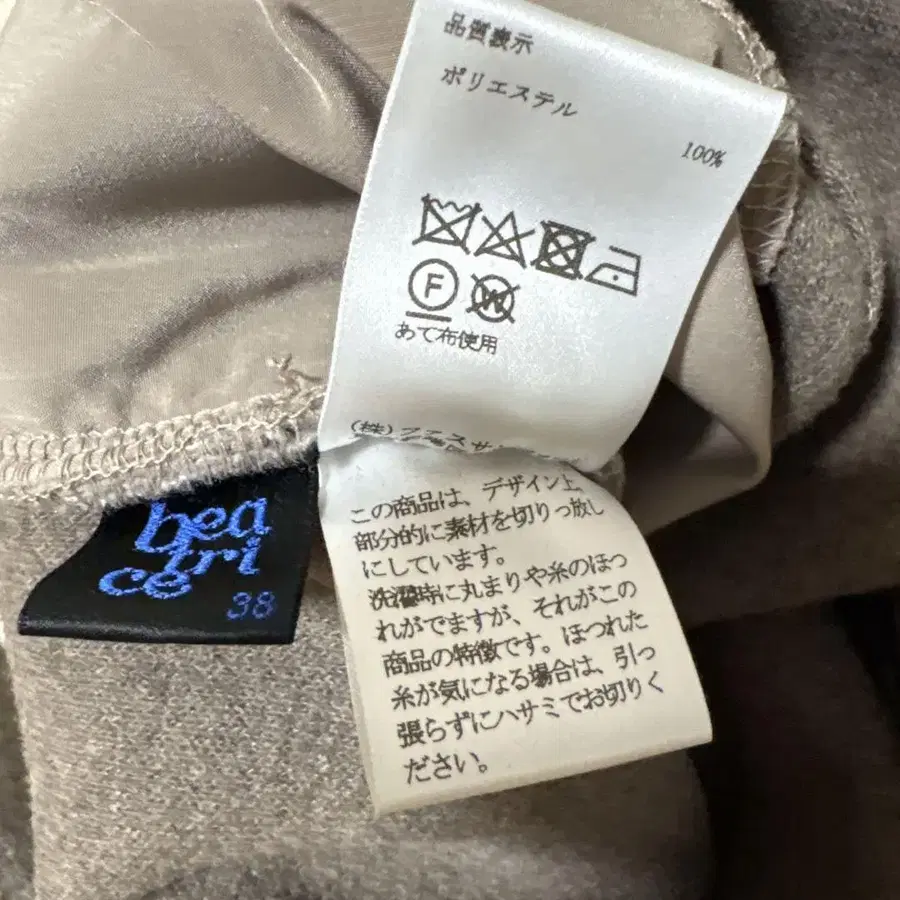 品質表示
ポリエステル
100%
F
W
あて布使用
(株)
この商品は、デザイン上、
部分的に素材を切りっ放し
にしています。
洗濯時に丸まりや糸のほつ
れがでますが、それがこの
商品の特徴です。ほつれた
糸が気になる場合は、引っ
張らずにハサミでお切りく
ださい。
bea
tri
ce
38